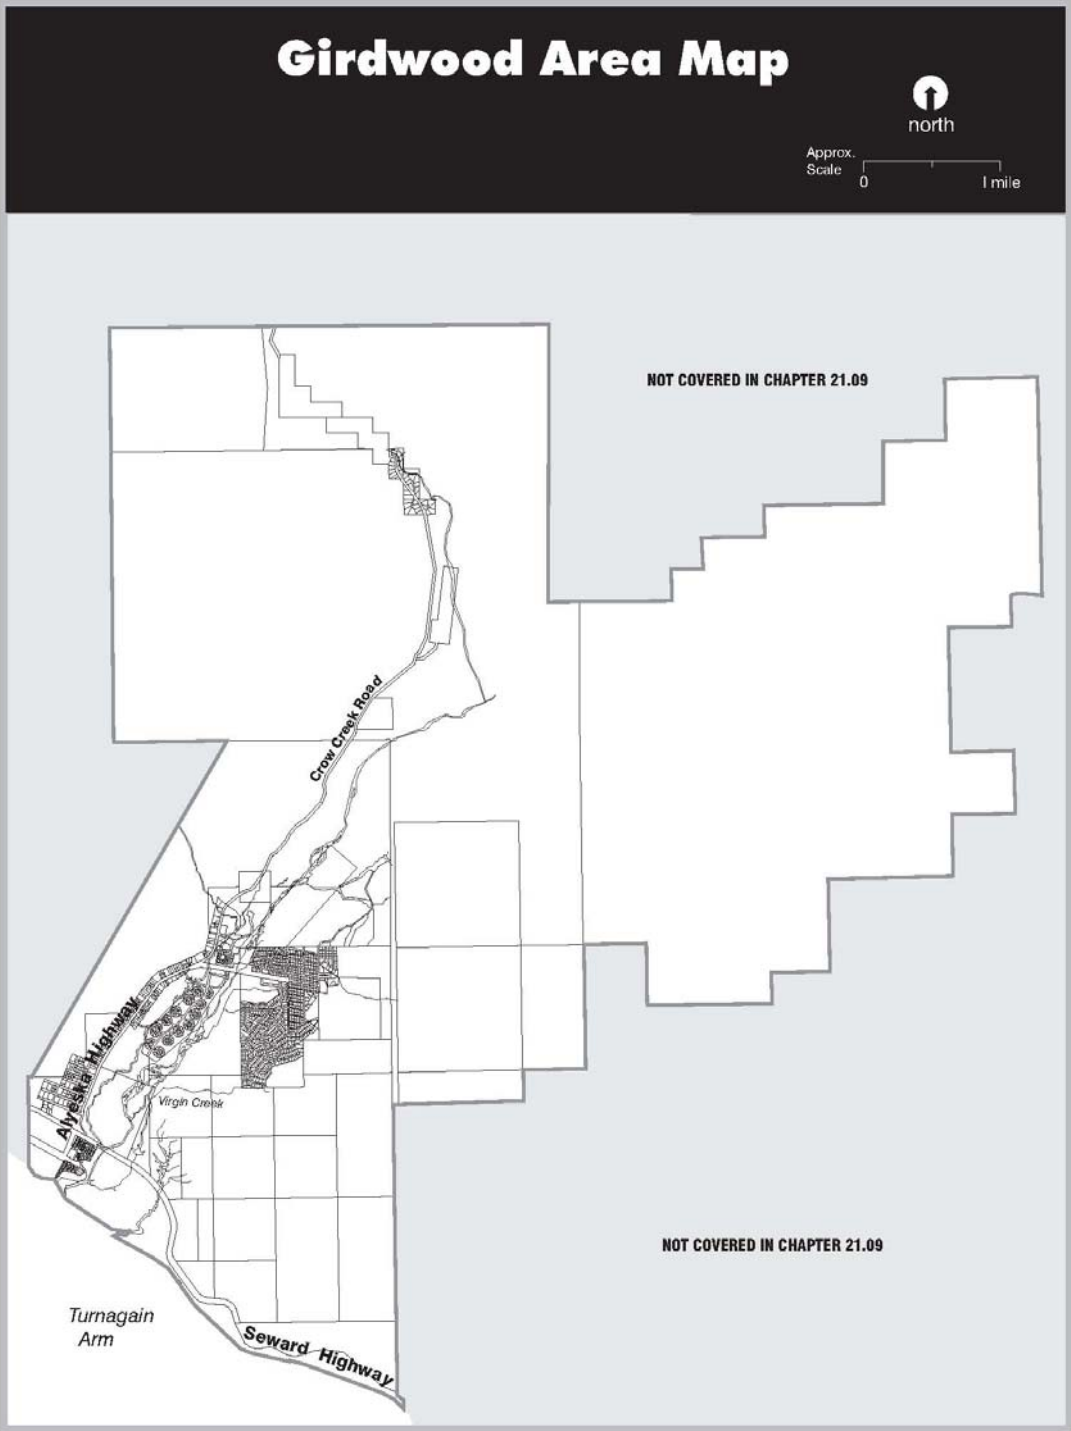 Girdwood Area Map
north
Approx.
Scale
0
1 mile
NOT COVERED IN CHAPTER 21.09
Crow Creek Road
Alyeska Highway
Virgin Creek
NOT COVERED IN CHAPTER 21.09
Turnagain
Arm
Seward Highway